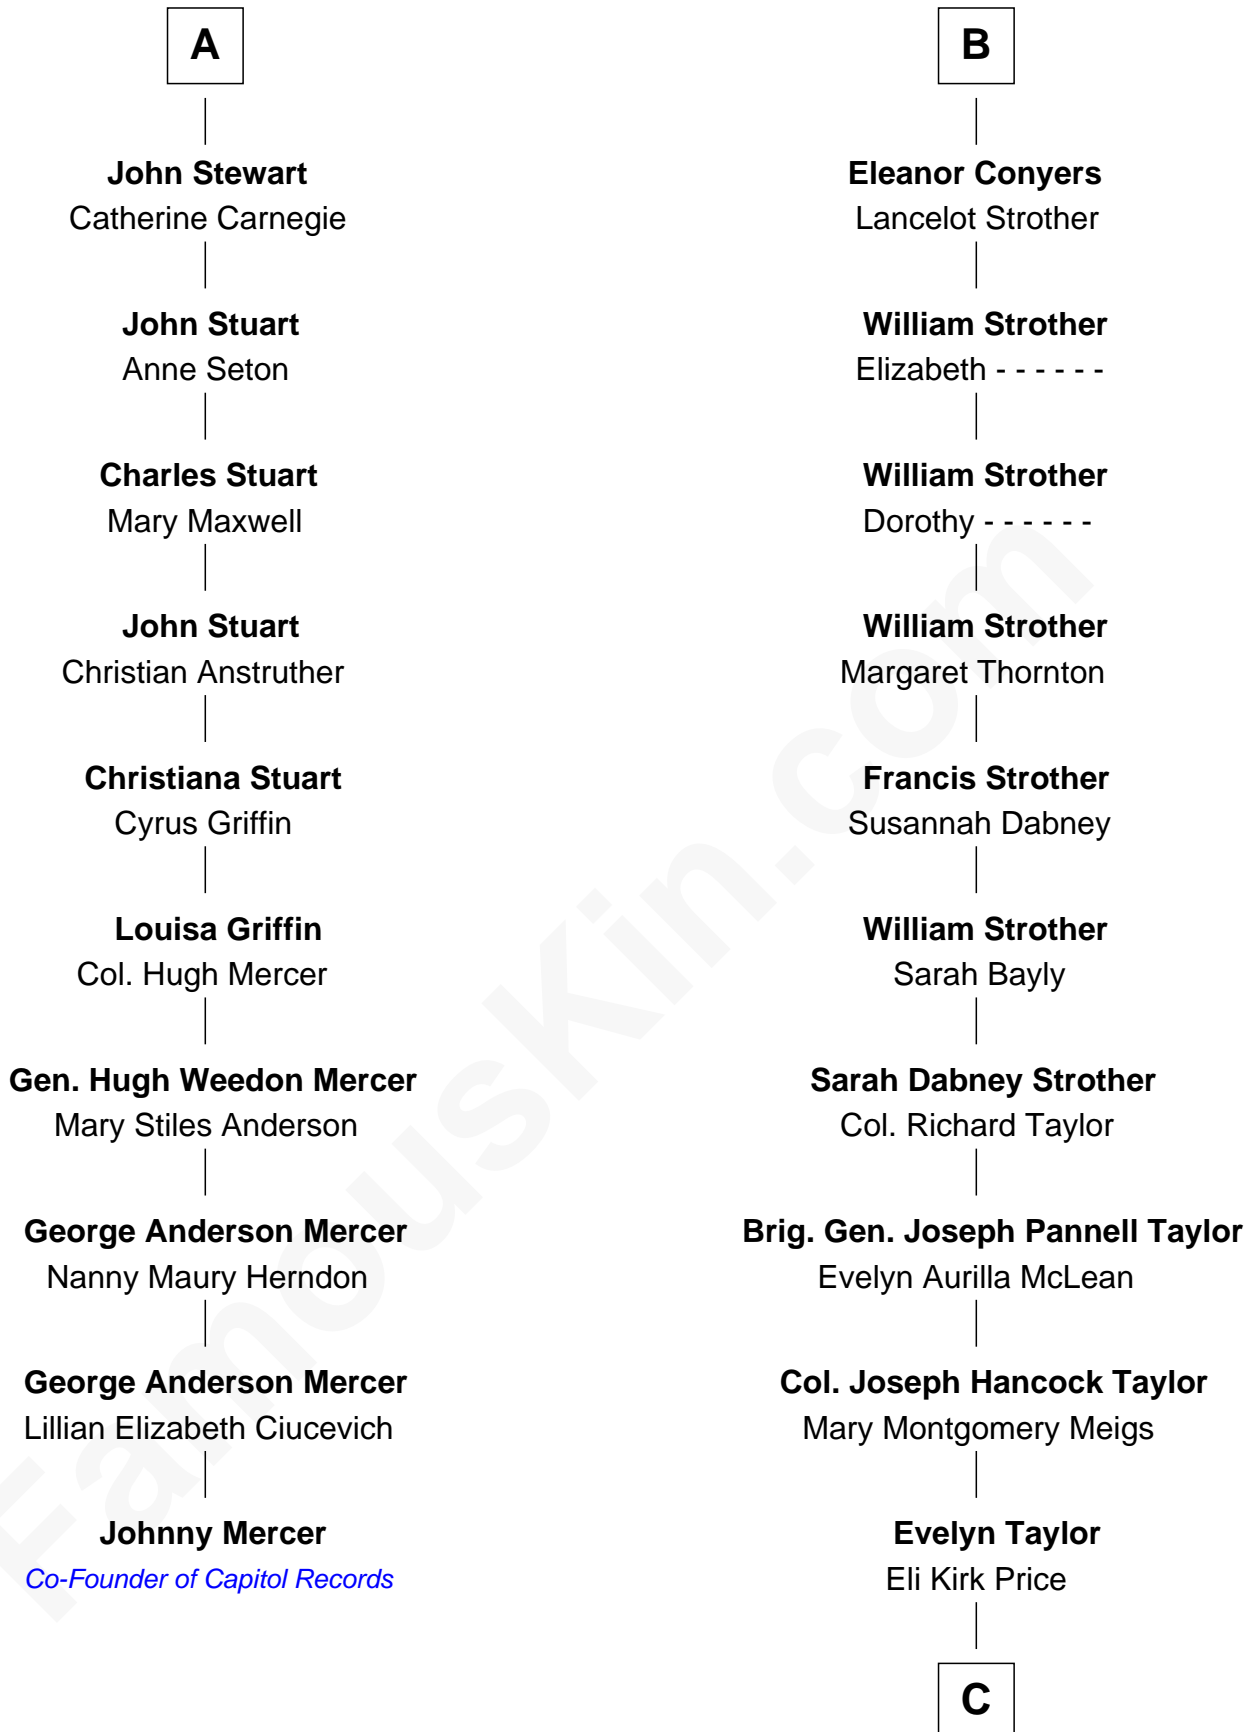 A
John Stewart
Catherine Carnegie
John Stuart
Anne Seton
Charles Stuart
Mary Maxwell
John Stuart
Christian Anstruther
Christiana Stuart
Cyrus Griffin
Louisa Griffin
Col. Hugh Mercer
Gen. Hugh Weedon Mercer
Mary Stiles Anderson
George Anderson Mercer
Nanny Maury Herndon
George Anderson Mercer
Lillian Elizabeth Ciucevich
Johnny Mercer
Co-Founder of Capitol Records
B
Eleanor Conyers
Lancelot Strother
William Strother
Elizabeth - - - - - -
William Strother
Dorothy - - - - - -
William Strother
Margaret Thornton
Francis Strother
Susannah Dabney
William Strother
Sarah Bayly
Sarah Dabney Strother
Col. Richard Taylor
Brig. Gen. Joseph Pannell Taylor
Evelyn Aurilla McLean
Col. Joseph Hancock Taylor
Mary Montgomery Meigs
Evelyn Taylor
Eli Kirk Price
C
FamousKin.com